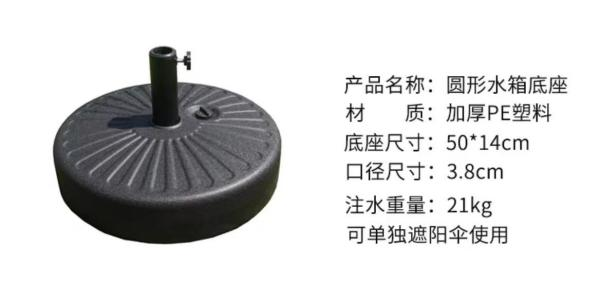 产品名称：圆形水箱底座
材　　质：加厚PE塑料
底座尺寸：50*14cm
口径尺寸：3.8cm
注水重量：21kg
可单独遮阳伞使用